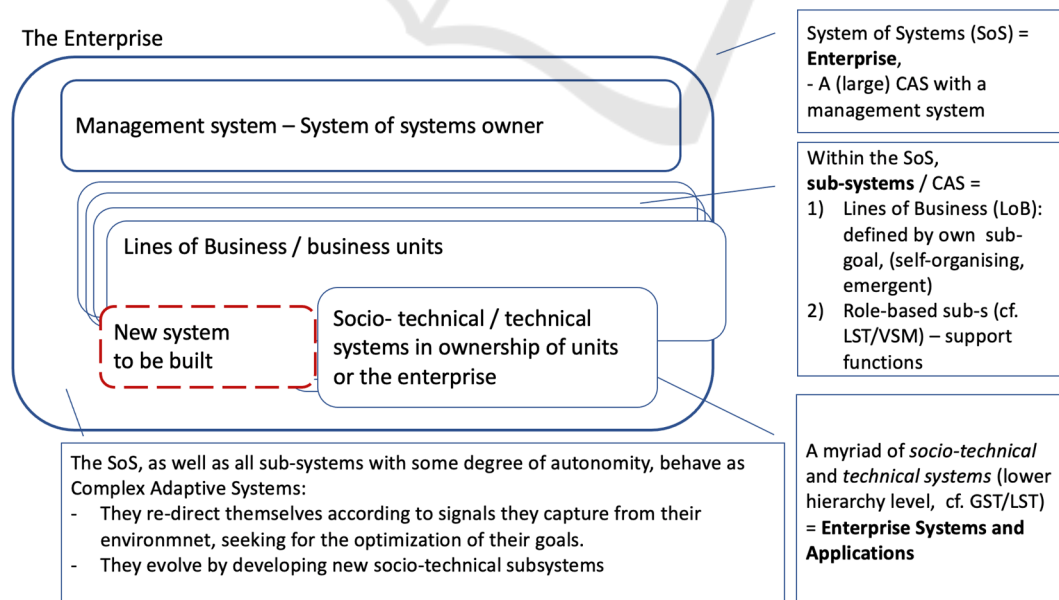 The Enterprise
Management system – System of systems owner
Lines of Business / business units
New system
to be built
Socio- technical / technical
systems in ownership of units
or the enterprise
System of Systems (SoS) =
Enterprise,
- A (large) CAS with a
management system
Within the SoS,
sub-systems / CAS =
1) Lines of Business (LoB):
defined by own sub-
goal, (self-organising,
emergent)
2) Role-based sub-s (cf.
LST/VSM) – support
functions
A myriad of socio-technical
and technical systems (lower
hierarchy level, cf. GST/LST)
= Enterprise Systems and
Applications
The SoS, as well as all sub-systems with some degree of autonomity, behave as
Complex Adaptive Systems:
- They re-direct themselves according to signals they capture from their
environmnet, seeking for the optimization of their goals.
- They evolve by developing new socio-technical subsystems